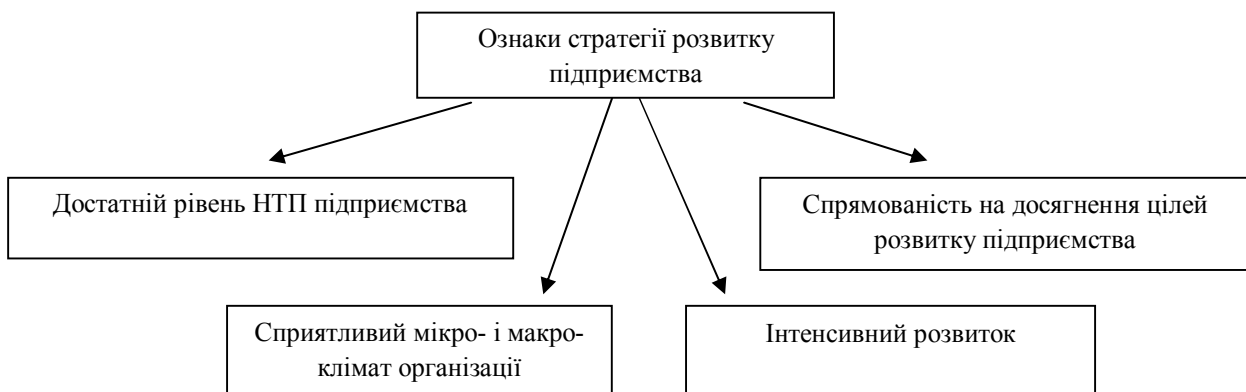 Ознаки стратегії розвитку
підприємства
Достатній рівень НТП підприємства
Спрямованість на досягнення цілей
розвитку підприємства
Сприятливий мікро- і макро-
клімат організації
Інтенсивний розвиток